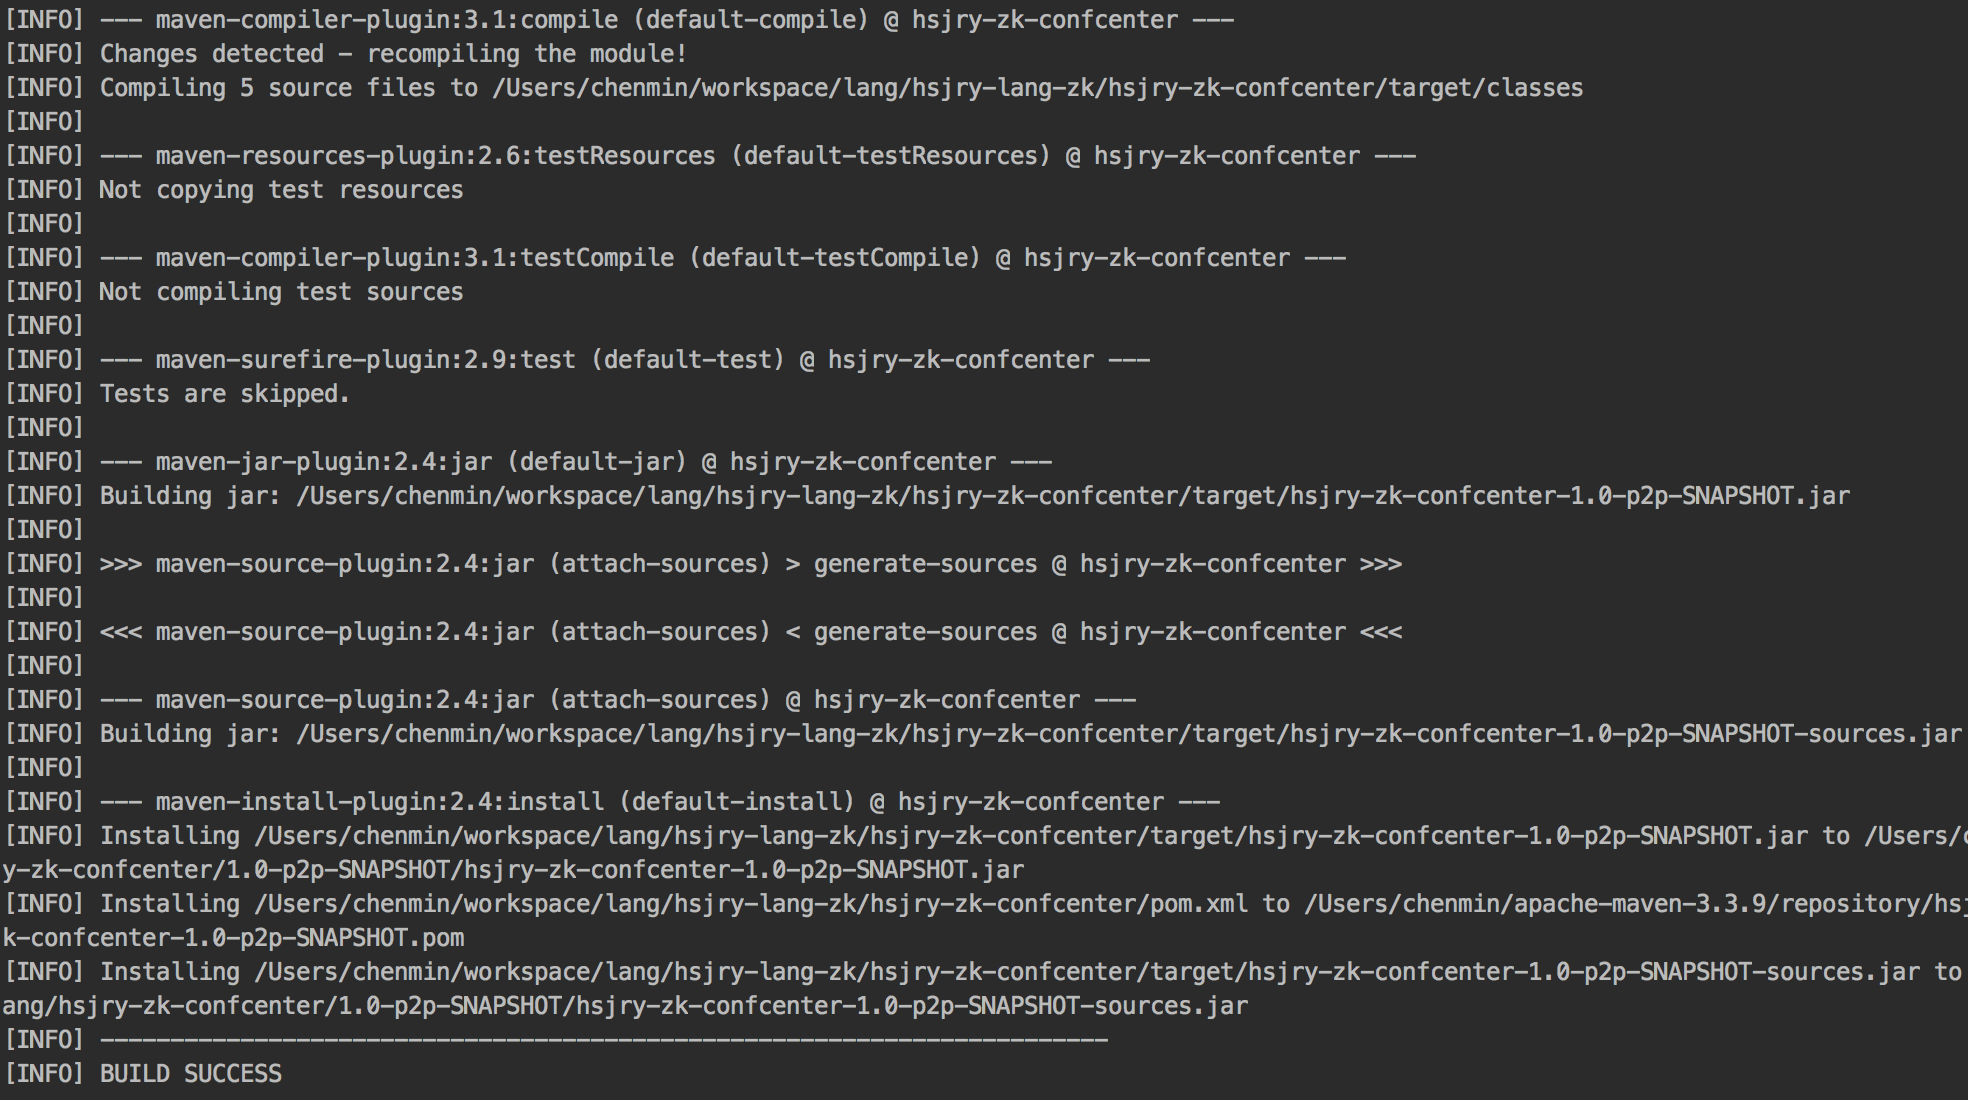 [INFO] --- maven-compiler-plugin:3.1:compile (default-compile) @ hsjry-zk-confcenter ---
[INFO] Changes detected - recompiling the module!
[INFO] Compiling 5 source files to /Users/chenmin/workspace/lang/hsjry-lang-zk/hsjry-zk-confcenter/target/classes
[INFO]
[INFO] --- maven-resources-plugin:2.6:testResources (default-testResources) @ hsjry-zk-confcenter ---
[INFO] Not copying test resources
[INFO]
[INFO] --- maven-compiler-plugin:3.1:testCompile (default-testCompile) @ hsjry-zk-confcenter ---
[INFO] Not compiling test sources
[INFO]
[INFO] --- maven-surefire-plugin:2.9:test (default-test) @ hsjry-zk-confcenter ---
[INFO] Tests are skipped.
[INFO]
[INFO] --- maven-jar-plugin:2.4:jar (default-jar) @ hsjry-zk-confcenter ---
[INFO] Building jar: /Users/chenmin/workspace/lang/hsjry-lang-zk/hsjry-zk-confcenter/target/hsjry-zk-confcenter-1.0-p2p-SNAPSHOT.jar
[INFO]
[INFO] >>> maven-source-plugin:2.4:jar (attach-sources) > generate-sources @ hsjry-zk-confcenter >>>
[INFO]
[INFO] <<< maven-source-plugin:2.4:jar (attach-sources) < generate-sources @ hsjry-zk-confcenter <<<
[INFO]
[INFO] --- maven-source-plugin:2.4:jar (attach-sources) @ hsjry-zk-confcenter ---
[INFO] Building jar: /Users/chenmin/workspace/lang/hsjry-lang-zk/hsjry-zk-confcenter/target/hsjry-zk-confcenter-1.0-p2p-SNAPSHOT-sources.jar
[INFO]
[INFO] --- maven-install-plugin:2.4:install (default-install) @ hsjry-zk-confcenter ---
[INFO] Installing /Users/chenmin/workspace/lang/hsjry-lang-zk/hsjry-zk-confcenter/target/hsjry-zk-confcenter-1.0-p2p-SNAPSHOT.jar to /Users/c
y-zk-confcenter/1.0-p2p-SNAPSHOT/hsjry-zk-confcenter-1.0-p2p-SNAPSHOT.jar
[INFO] Installing /Users/chenmin/workspace/lang/hsjry-lang-zk/hsjry-zk-confcenter/pom.xml to /Users/chenmin/apache-maven-3.3.9/repository/hsj
k-confcenter-1.0-p2p-SNAPSHOT.pom
[INFO] Installing /Users/chenmin/workspace/lang/hsjry-lang-zk/hsjry-zk-confcenter/target/hsjry-zk-confcenter-1.0-p2p-SNAPSHOT-sources.jar to
ang/hsjry-zk-confcenter/1.0-p2p-SNAPSHOT/hsjry-zk-confcenter-1.0-p2p-SNAPSHOT-sources.jar
[INFO] ------------------------------------------------------------------------
[INFO] BUILD SUCCESS